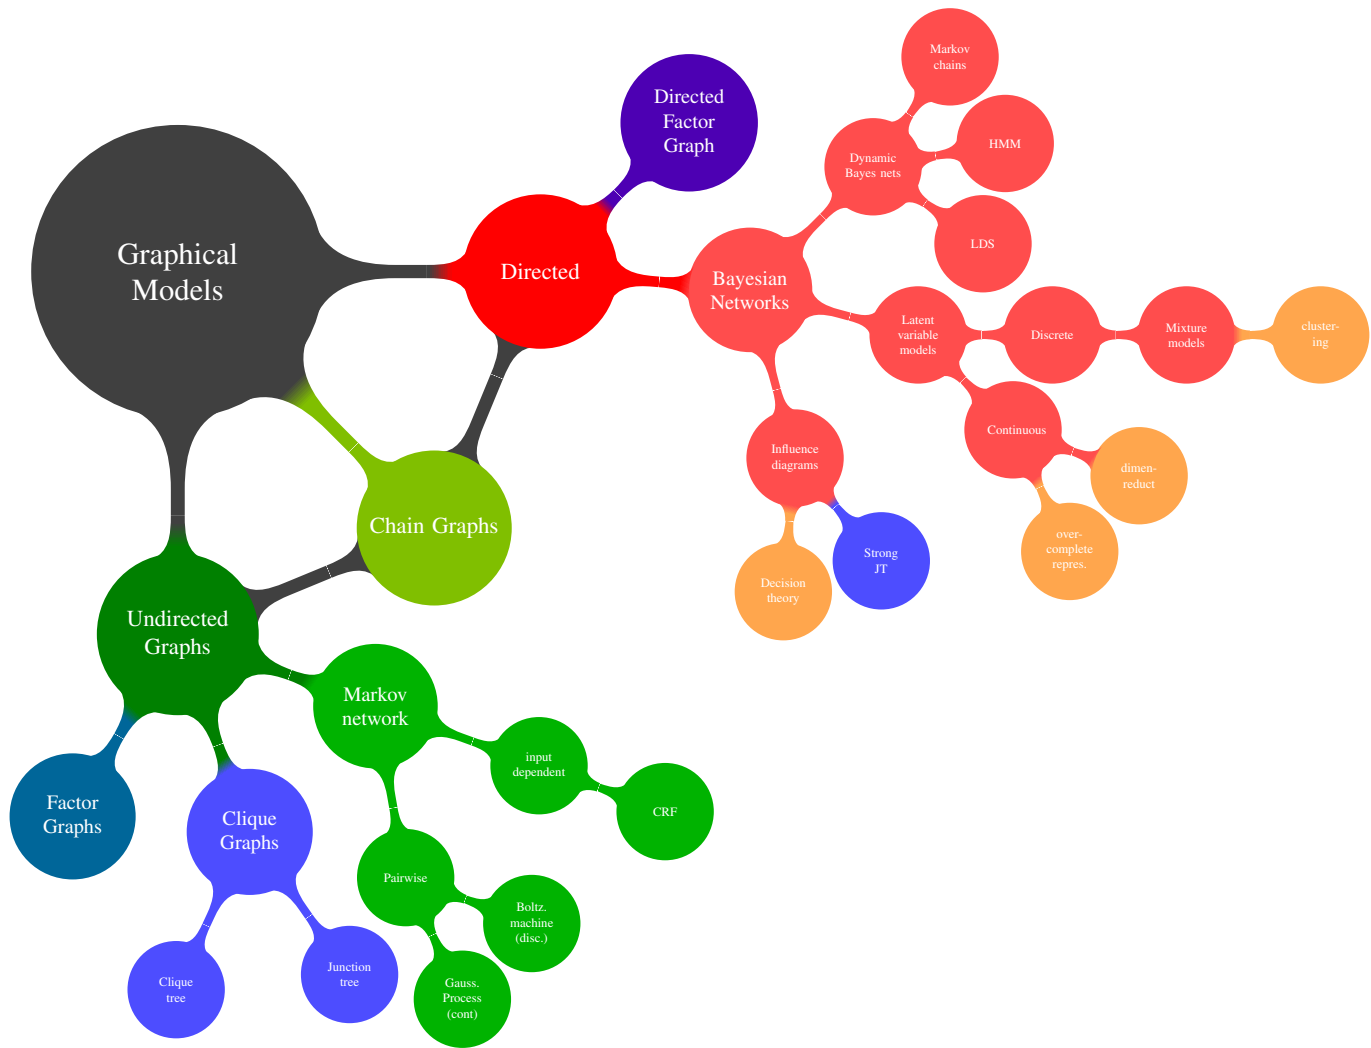 Graphical
Models
Directed
Directed
Factor
Graph
Bayesian
Networks
Dynamic
Bayes nets
Markov
chains
HMM
LDS
Latent
variable
models
Discrete
Mixture
models
cluster-
ing
Continuous
dimen-
reduct
over-
complete
repres.
Influence
diagrams
Decision
theory
Strong
JT
Chain Graphs
Undirected
Graphs
Factor
Graphs
Clique
Graphs
Clique
tree
Junction
tree
Markov
network
input
dependent
CRF
Pairwise
Boltz.
machine
(disc.)
Gauss.
Process
(cont)